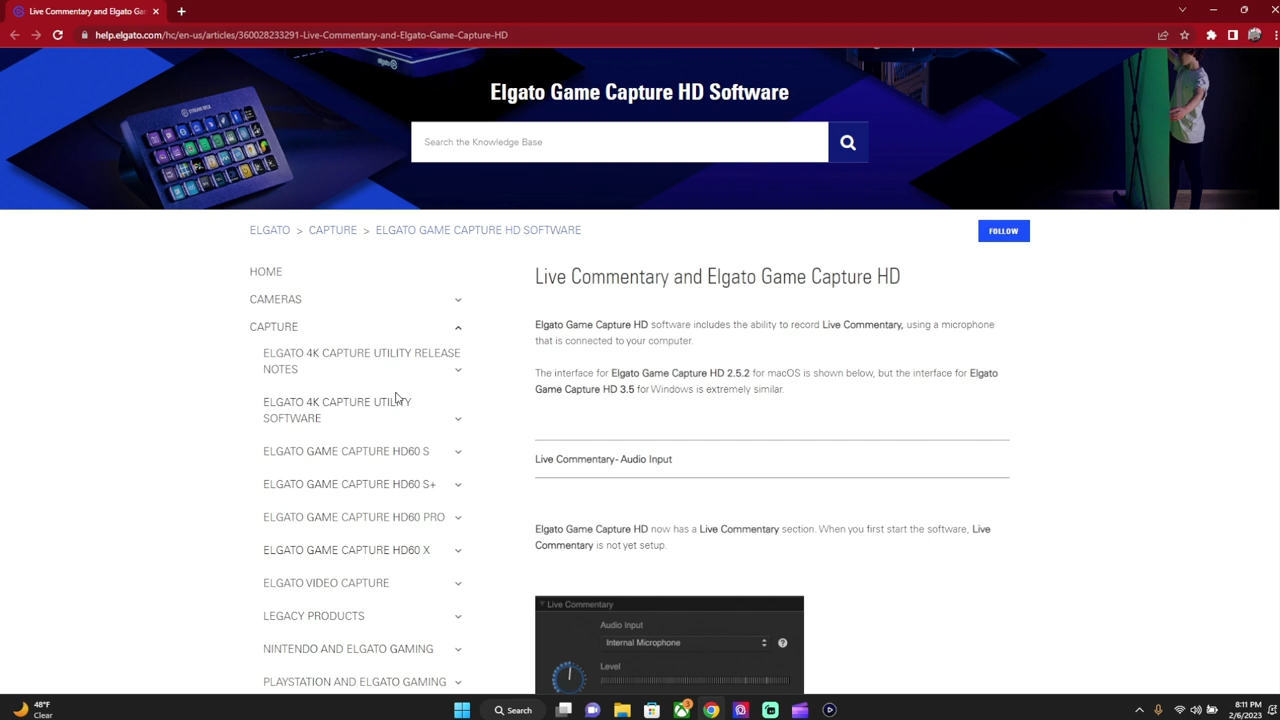 Live Commentary and Elgato Ga
help.elgato.com/hc/en-us/articles/360028233291-Live-Commentary-and-Elgato-Game-Capture-HD
Elgato Game Capture HD Software
Search the Knowledge Base
ELGATO > CAPTURE > ELGATO GAME CAPTURE HD SOFTWARE
FOLLOW
HOME
CAMERAS
CAPTURE
ELGATO 4K CAPTURE UTILITY RELEASE
NOTES
ELGATO 4K CAPTURE UTILITY
SOFTWARE
ELGATO GAME CAPTURE HD60 S
ELGATO GAME CAPTURE HD60 S+
ELGATO GAME CAPTURE HD60 PRO
ELGATO GAME CAPTURE HD60 X
ELGATO VIDEO CAPTURE
LEGACY PRODUCTS
NINTENDO AND ELGATO GAMING
PLAYSTATION AND ELGATO GAMING
Live Commentary and Elgato Game Capture HD
Elgato Game Capture HD software includes the ability to record Live Commentary, using a microphone
that is connected to your computer.
The interface for Elgato Game Capture HD 2.5.2 for macOS is shown below, but the interface for Elgato
Game Capture HD 3.5 for Windows is extremely similar.
Live Commentary - Audio Input
Elgato Game Capture HD now has a Live Commentary section. When you first start the software, Live
Commentary is not yet setup.
Live Commentary
Audio Input
Internal Microphone
?
Level
48°F
Clear
Search
3
8:11 PM
2/6/2023